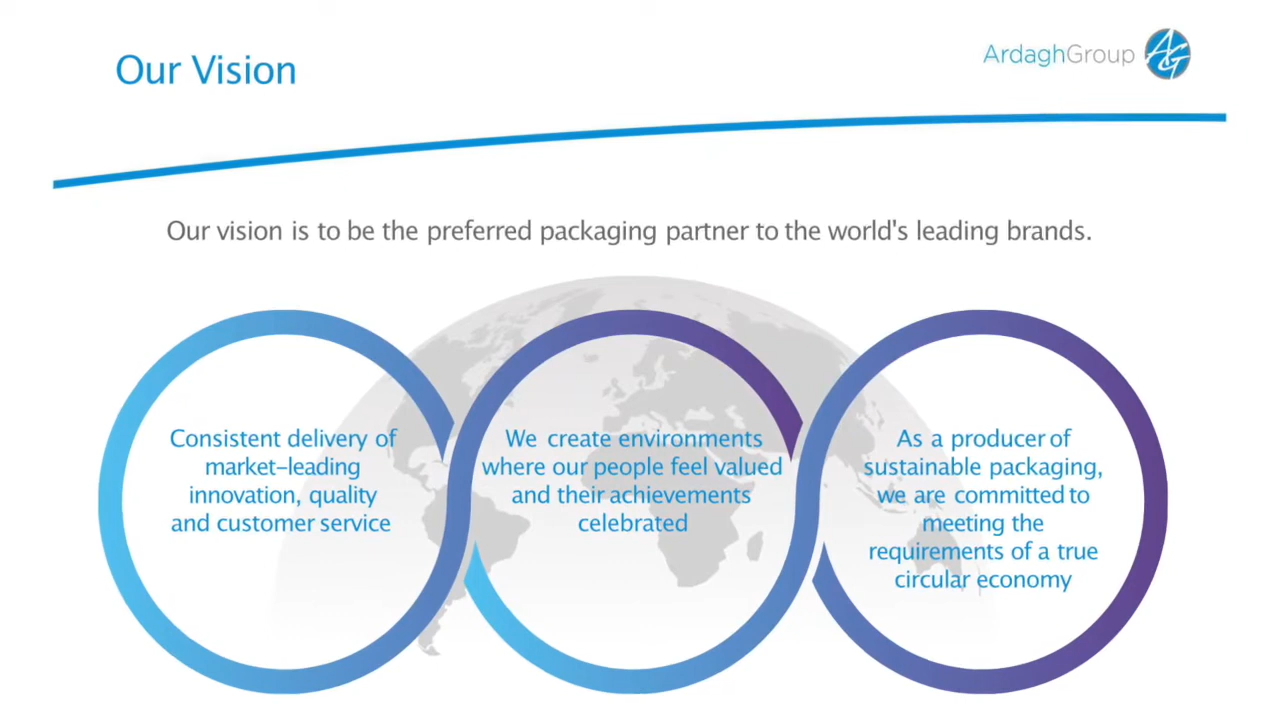 Our Vision
ArdaghGroup
AG
Our vision is to be the preferred packaging partner to the world's leading brands.
Consistent delivery of
market–leading
innovation, quality
and customer service
We create environments
where our people feel valued
and their achievements
celebrated
As a producer of
sustainable packaging,
we are committed to
meeting the
requirements of a true
circular economy